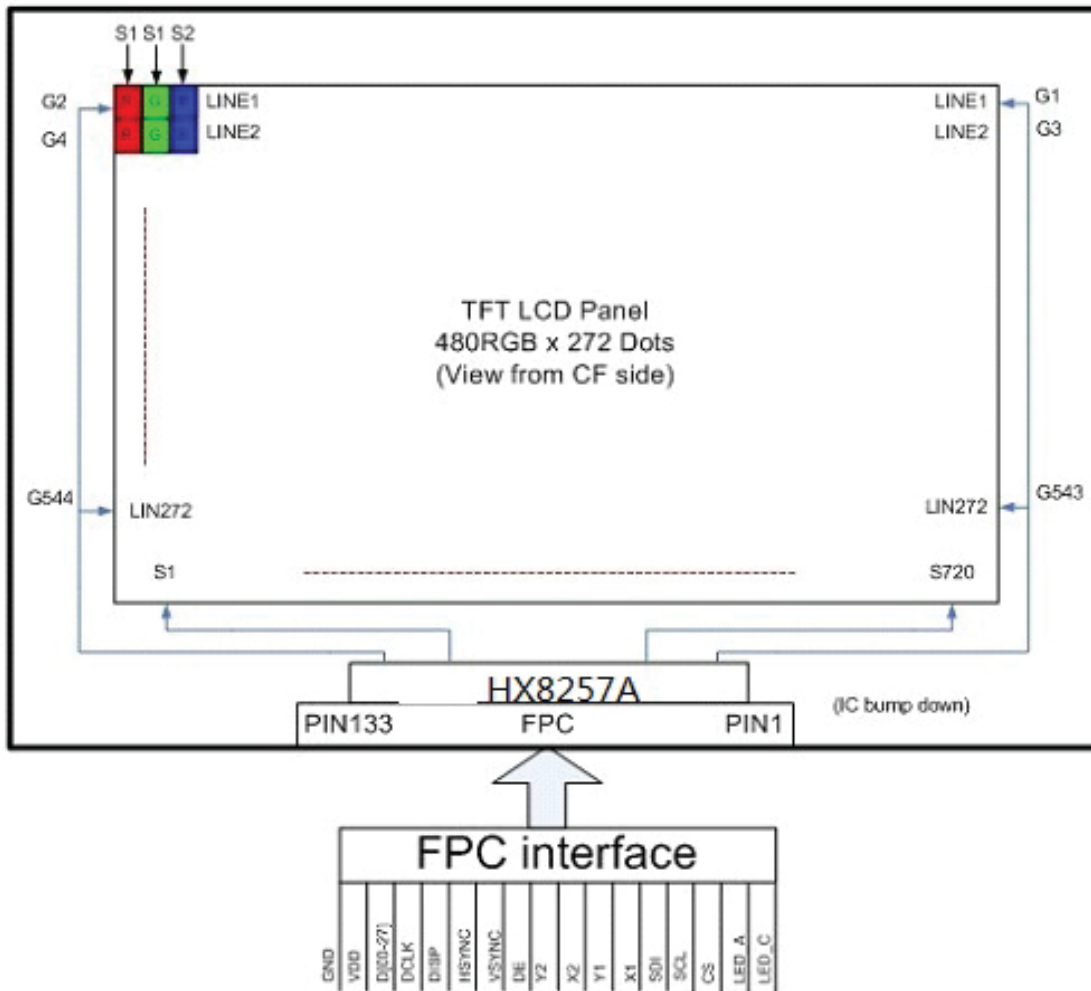 S1 S1 S2
G2 R G B LINE1 LINE1 G1
G4 R G B LINE2 LINE2 G3
TFT LCD Panel
480RGB x 272 Dots
(View from CF side)
G544 LIN272 LIN272 G543
S1 S720
HX8257A
PIN133 FPC PIN1 (IC bump down)
FPC interface
GND
VDD
D[00-27]
DCLK
DISP
HSYNC
VSYNC
DE
Y2
X2
Y1
X1
SDI
SCL
CS
LED_A
LED_C